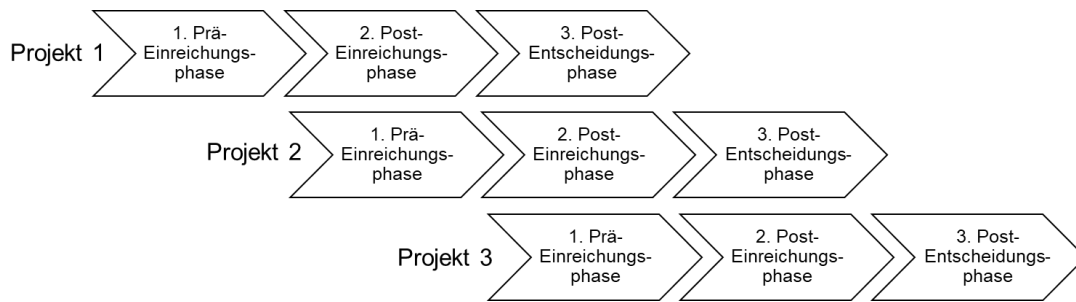 Projekt 1
1. Prä-
Einreichungs-
phase
2. Post-
Einreichungs-
phase
3. Post-
Entscheidungs-
phase
Projekt 2
1. Prä-
Einreichungs-
phase
2. Post-
Einreichungs-
phase
3. Post-
Entscheidungs-
phase
Projekt 3
1. Prä-
Einreichungs-
phase
2. Post-
Einreichungs-
phase
3. Post-
Entscheidungs-
phase